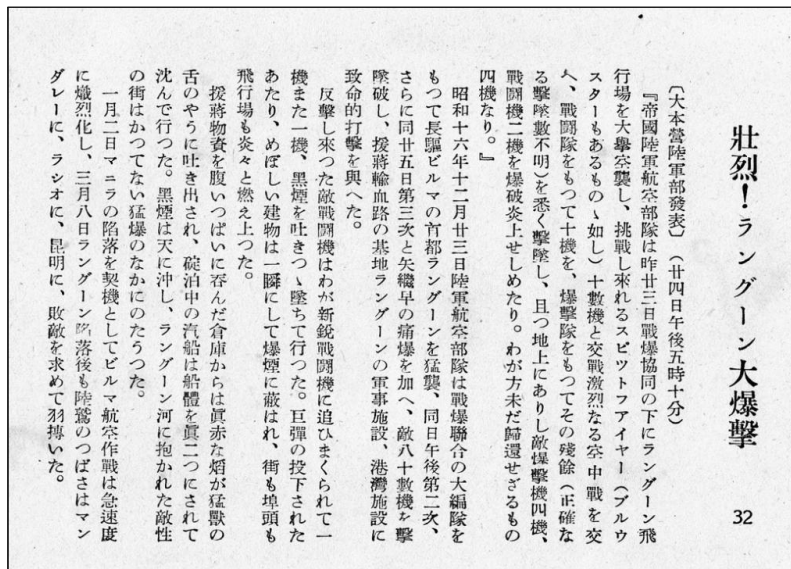 壯烈！ラングーン大爆擊
32
〔大本營陸軍部發表〕（廿四日午後五時十分）
『帝國陸軍航空部隊は昨廿三日戰爆協同の下にラングーン飛
行場を大擧空襲し、挑戰し來れるスピツトフアイヤー（ブルウ
スターもあるものゝ如し）十數機と交戰激烈なる空中戰を交
へ、戰鬪隊をもつて十機を、爆擊隊をもつてその殘餘（正確な
る擊墜數不明）を悉く擊墜し、且つ地上にありし敵爆擊機四機、
戰鬪機二機を爆破炎上せしめたり。わが方未だ歸還せざるもの
四機なり。』
昭和十六年十二月廿三日陸軍航空部隊は戰爆聯合の大編隊を
もつて長驅ビルマの首都ラングーンを猛襲、同日午後第二次、
さらに同廿五日第三次と矢繼早の痛爆を加へ、敵八十數機を擊
墜破し、援蔣輸血路の基地ラングーンの軍事施設、港灣施設に
致命的打擊を與へた。
反擊し來つた敵戰鬪機はわが新銳戰鬪機に追ひまくられて一
機また一機、黑煙を吐きつゝ墜ちて行つた。巨彈の投下された
あたり、めぼしい建物は一瞬にして爆煙に蔽はれ、街も埠頭も
飛行場も炎々と燃え上つた。
援蔣物資を腹いつぱいに吞んだ倉庫からは眞赤な焰が猛獸の
舌のやうに吐き出され、碇泊中の汽船は船體を眞二つにされて
沈んで行つた。黑煙は天に沖し、ラングーン河に抱かれた敵性
の街はかつてない猛爆のなかにのたうつた。
一月二日マニラの陷落を契機としてビルマ航空作戰は急速度
に熾烈化し、三月八日ラングーン陷落後も陸鷲のつばさはマン
ダレーに、ラシオに、昆明に、敗敵を求めて羽搏いた。